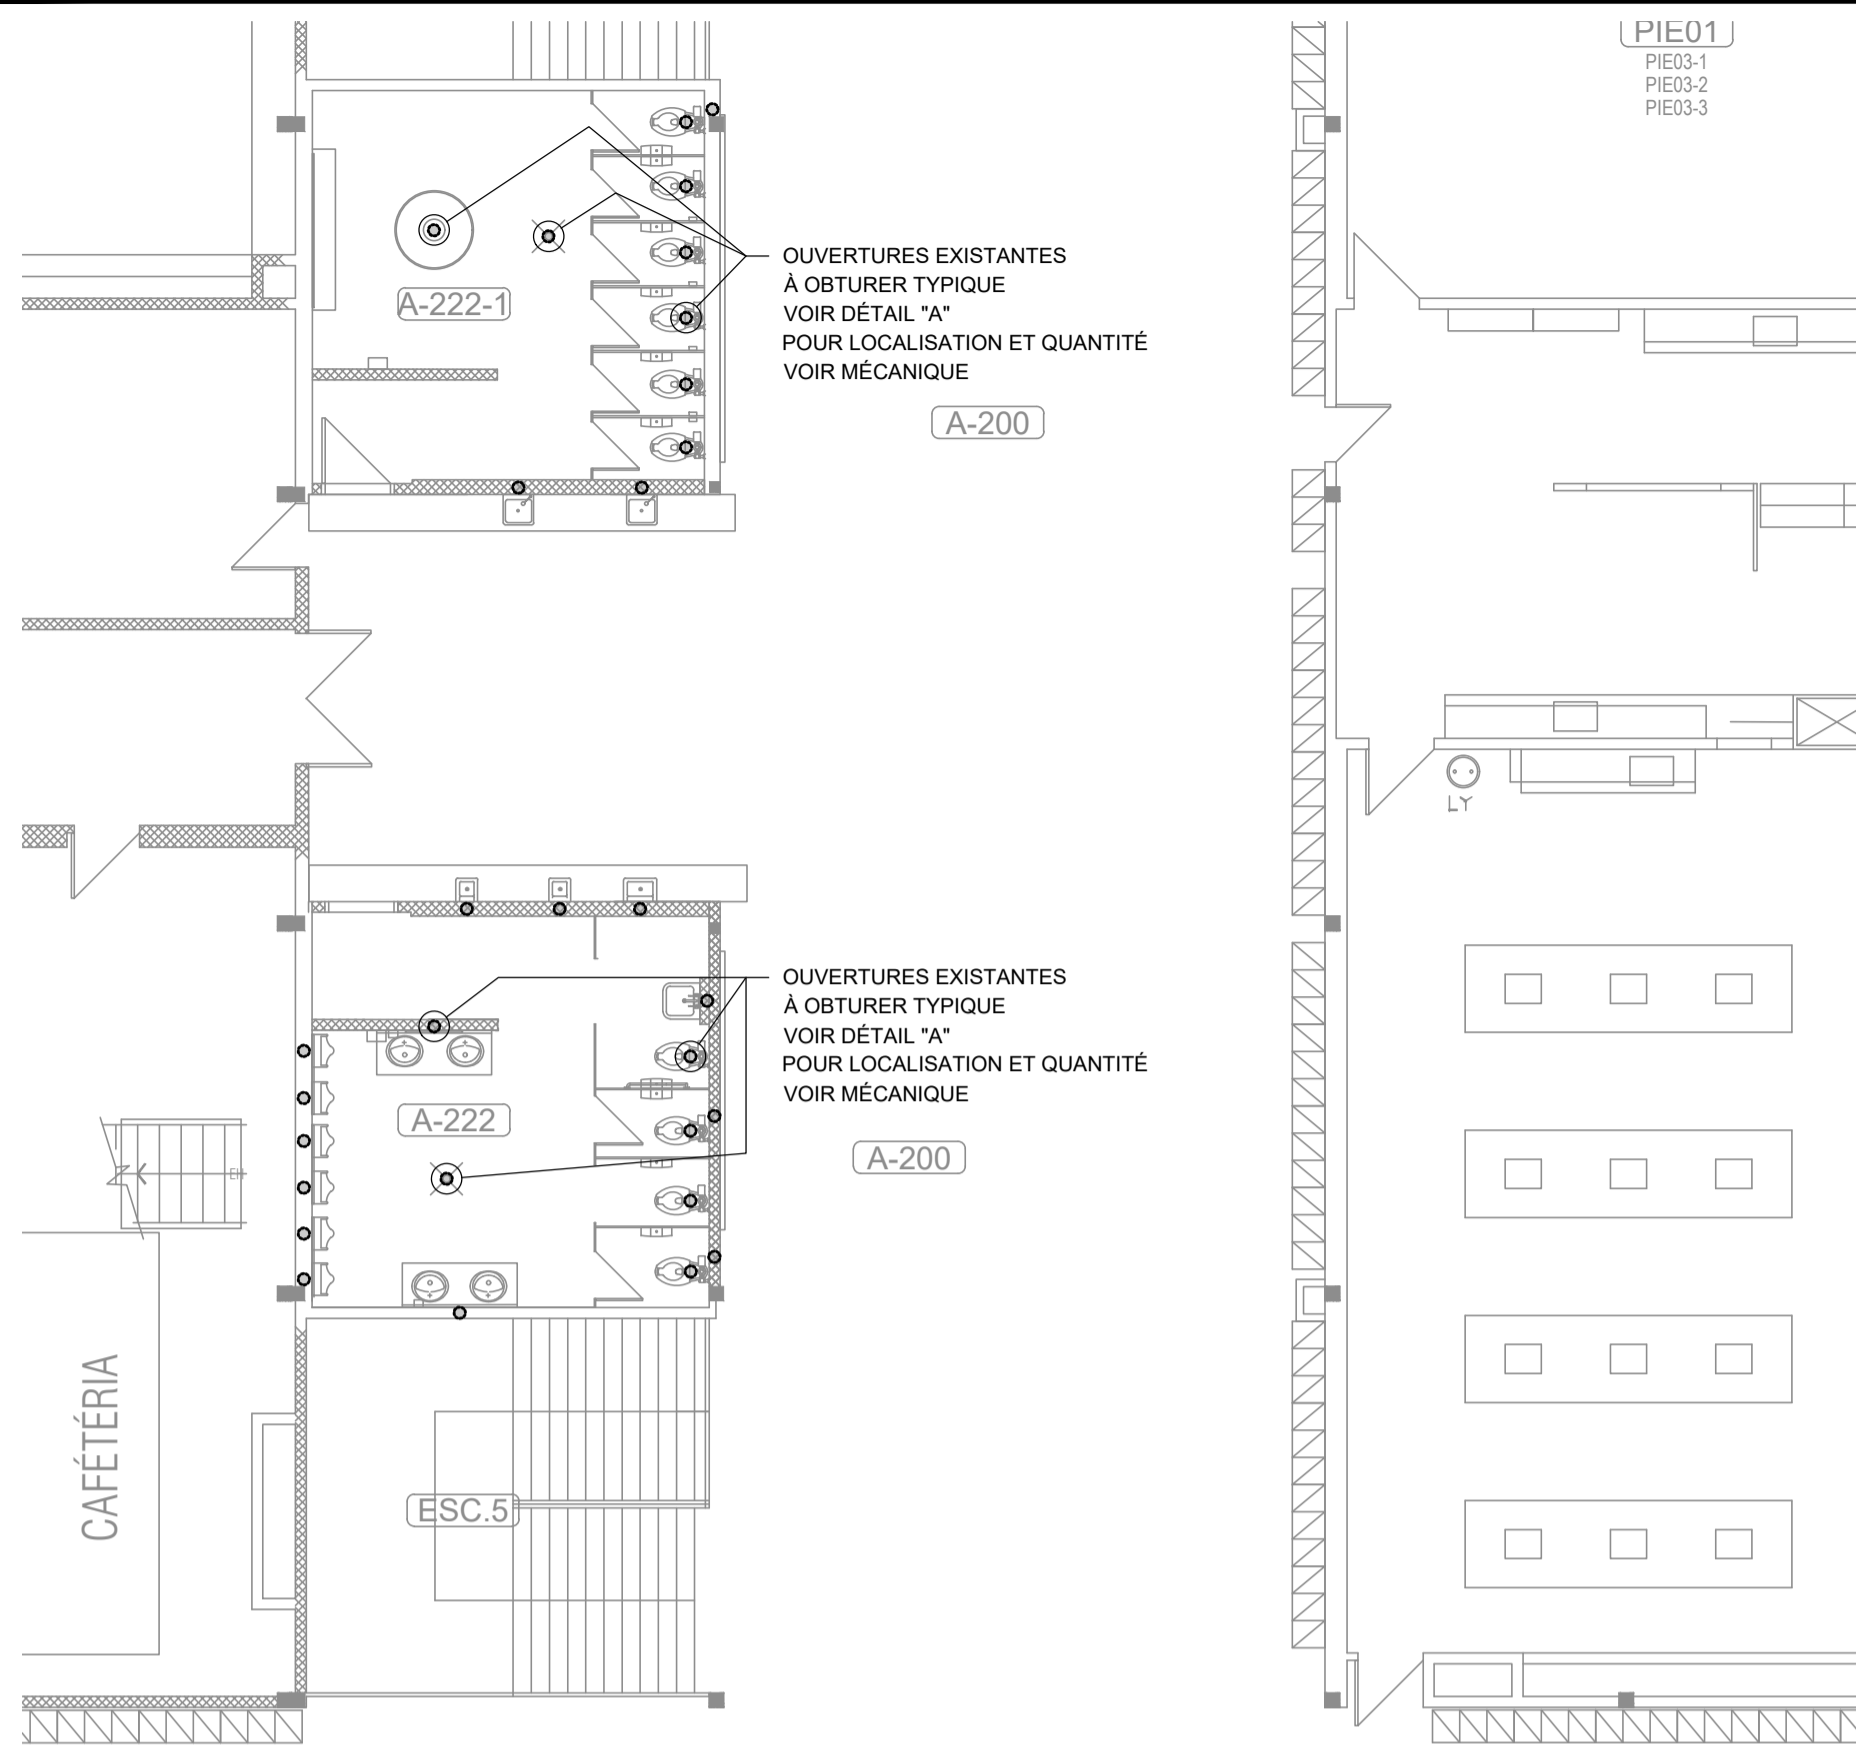 PIE01
PIE03-1
PIE03-2
PIE03-3
OUVERTURES EXISTANTES
À OBTURER TYPIQUE
VOIR DÉTAIL "A"
POUR LOCALISATION ET QUANTITÉ
VOIR MÉCANIQUE
A-222-1
A-200
LY
OUVERTURES EXISTANTES
À OBTURER TYPIQUE
VOIR DÉTAIL "A"
POUR LOCALISATION ET QUANTITÉ
VOIR MÉCANIQUE
A-222
A-200
EH
CAFÉTÉRIA
ESC.5